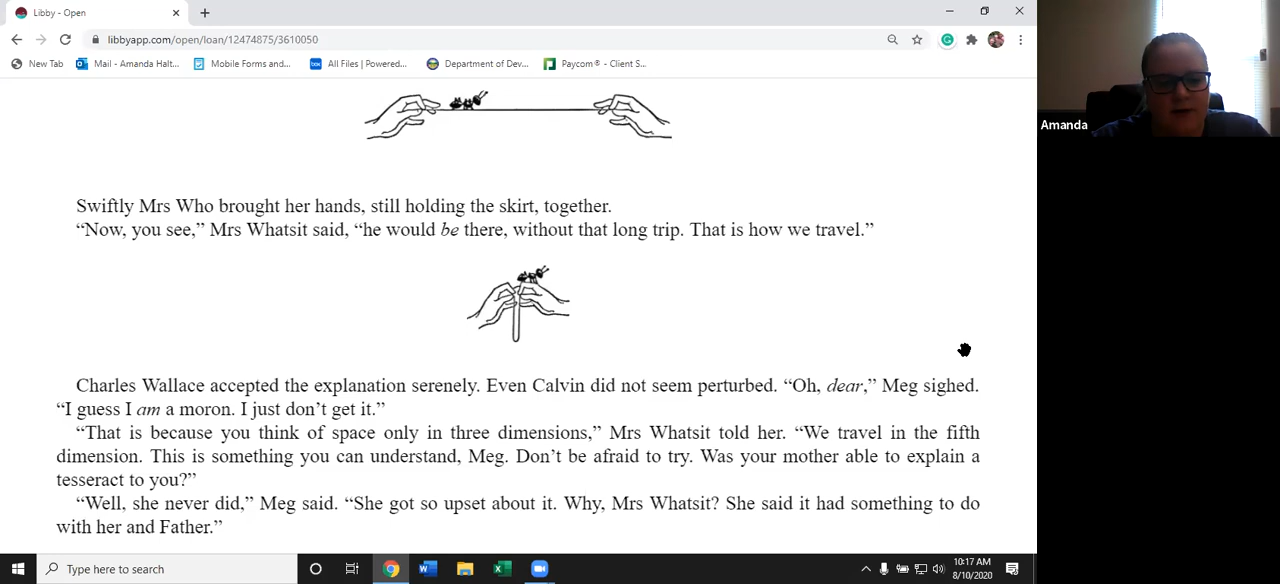 Libby - Open
libbyapp.com/open/loan/12474875/3610050
New Tab Mail - Amanda Halt... Mobile Forms and... All Files | Powered... Department of Dev... Paycom® - Client S...
Amanda
Swiftly Mrs Who brought her hands, still holding the skirt, together.
“Now, you see,” Mrs Whatsit said, “he would be there, without that long trip. That is how we travel.”
Charles Wallace accepted the explanation serenely. Even Calvin did not seem perturbed. “Oh, dear,” Meg sighed.
“I guess I am a moron. I just don’t get it.”
“That is because you think of space only in three dimensions,” Mrs Whatsit told her. “We travel in the fifth
dimension. This is something you can understand, Meg. Don’t be afraid to try. Was your mother able to explain a
tesseract to you?”
“Well, she never did,” Meg said. “She got so upset about it. Why, Mrs Whatsit? She said it had something to do
with her and Father.”
Type here to search
10:17 AM
8/10/2020